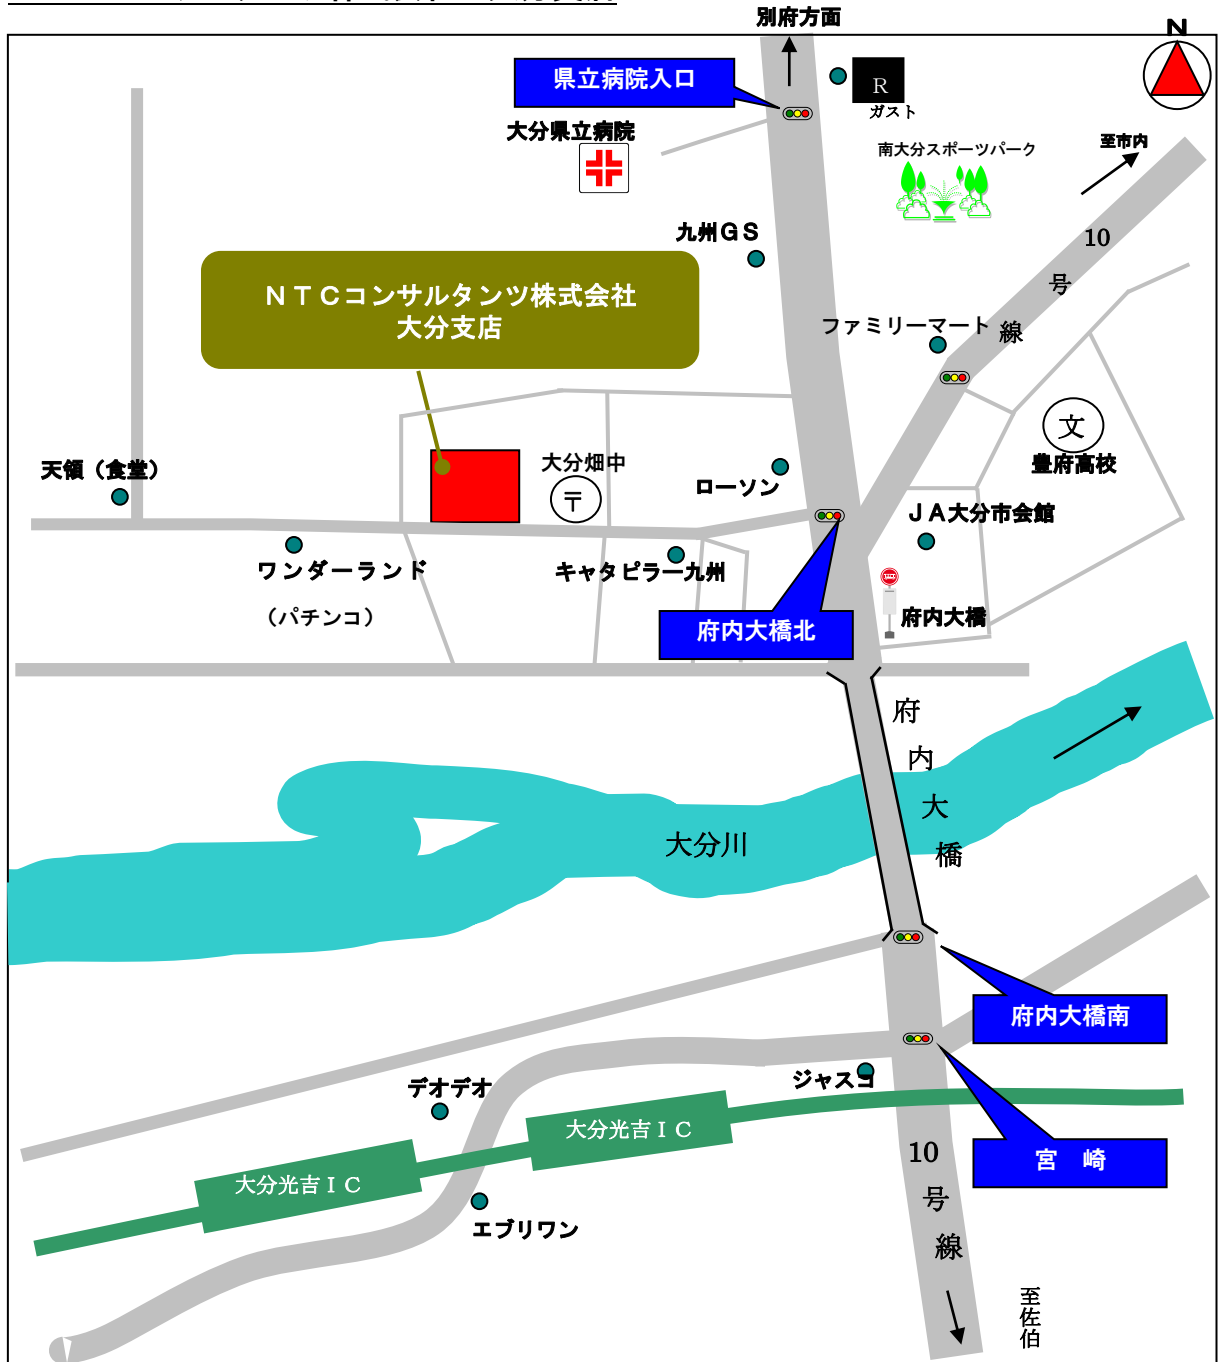 別府方面
N
県立病院入口
R
ガスト
大分県立病院
南大分スポーツパーク
至市内
九州GS
10号線
NTCコンサルタンツ株式会社
大分支店
ファミリーマート
文
豊府高校
天領（食堂）
大分畑中
〒
ローソン
JA大分市会館
ワンダーランド
（パチンコ）
キャタピラー九州
府内大橋北
府内大橋
府内大橋
大分川
府内大橋南
ジャスコ
デオデオ
大分光吉IC
大分光吉IC
宮　崎
10号線
エブリワン
至佐伯